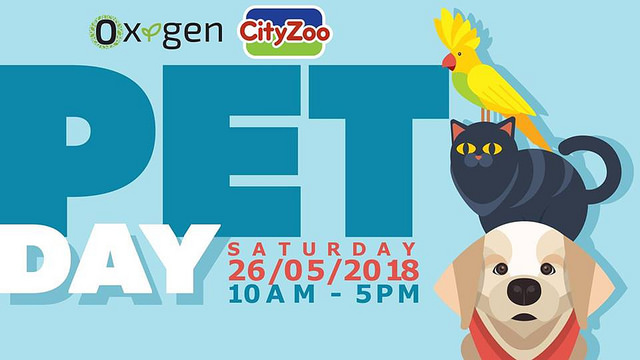 Oxygen CityZoo
PET
DAY
SATURDAY
26/05/2018
10AM - 5PM